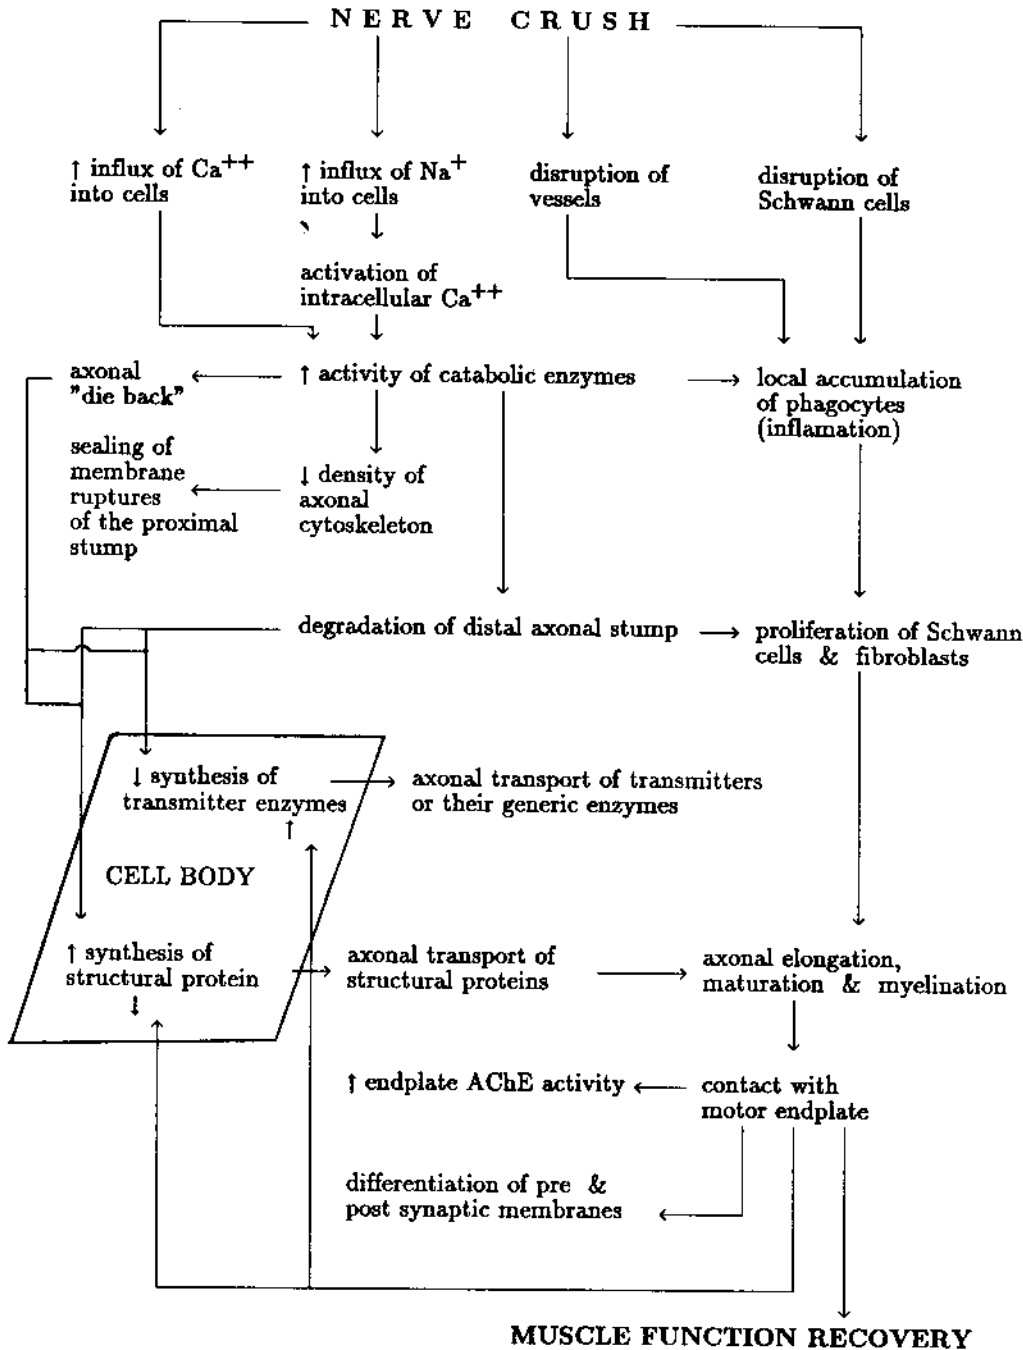 NERVE CRUSH
↑ influx of Ca++
into cells
↑ influx of Na+
into cells
disruption of
vessels
disruption of
Schwann cells
activation of
intracellular Ca++
axonal
"die back"
↑ activity of catabolic enzymes
local accumulation
of phagocytes
(inflamation)
sealing of
membrane
ruptures
of the proximal
stump
↓ density of
axonal
cytoskeleton
degradation of distal axonal stump
proliferation of Schwann
cells & fibroblasts
↓ synthesis of
transmitter enzymes
↑
axonal transport of transmitters
or their generic enzymes
CELL BODY
↑ synthesis of
structural protein
↓
axonal transport of
structural proteins
axonal elongation,
maturation & myelination
↑ endplate AChE activity
contact with
motor endplate
differentiation of pre &
post synaptic membranes
MUSCLE FUNCTION RECOVERY